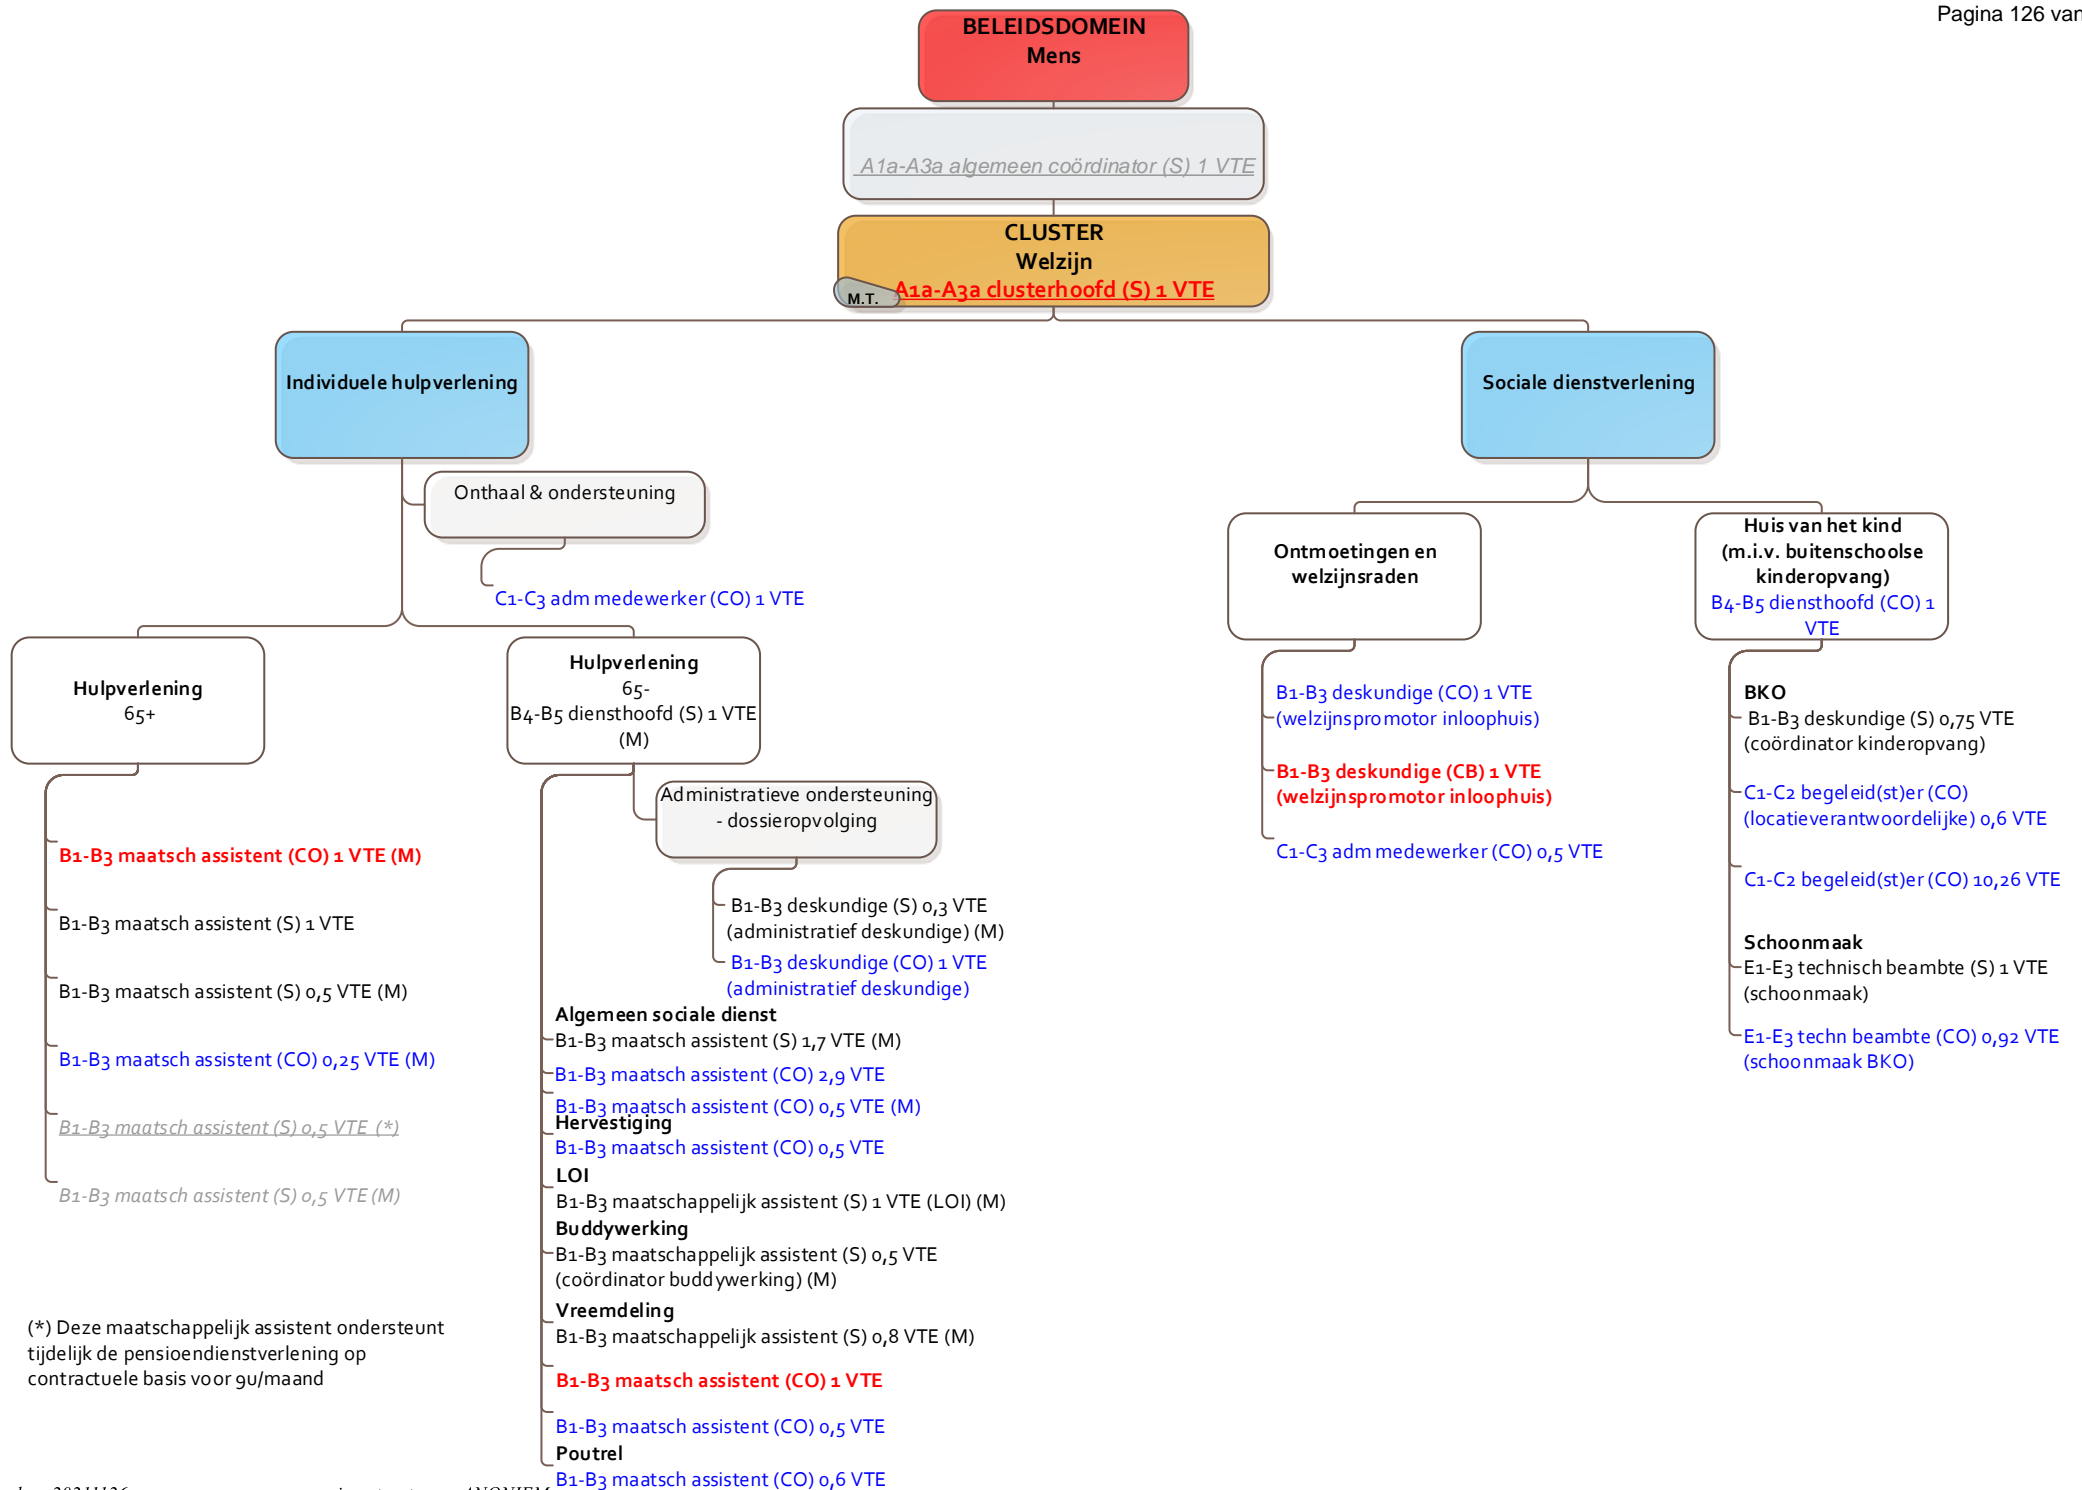 Pagina 126 van
BELEIDSDOMEIN
Mens
A1a-A3a algemeen coördinator (S) 1 VTE
CLUSTER
Welzijn
A1a-A3a clusterhoofd (S) 1 VTE
M.T.
Individuele hulpverlening
Sociale dienstverlening
Onthaal & ondersteuning
C1-C3 adm medewerker (CO) 1 VTE
Hulpverlening
65+
B1-B3 maatsch assistent (CO) 1 VTE (M)
B1-B3 maatsch assistent (S) 1 VTE
B1-B3 maatsch assistent (S) 0,5 VTE (M)
B1-B3 maatsch assistent (CO) 0,25 VTE (M)
B1-B3 maatsch assistent (S) 0,5 VTE (*)
B1-B3 maatsch assistent (S) 0,5 VTE (M)
(*) Deze maatschappelijk assistent ondersteunt
tijdelijk de pensioendienstverlening op
contractuele basis voor 9u/maand
Hulpverlening
65-
B4-B5 diensthoofd (S) 1 VTE
(M)
Administratieve ondersteuning
- dossieropvolging
B1-B3 deskundige (S) 0,3 VTE
(administratief deskundige) (M)
B1-B3 deskundige (CO) 1 VTE
(administratief deskundige)
Algemeen sociale dienst
B1-B3 maatsch assistent (S) 1,7 VTE (M)
B1-B3 maatsch assistent (CO) 2,9 VTE
B1-B3 maatsch assistent (CO) 0,5 VTE (M)
Hervestiging
B1-B3 maatsch assistent (CO) 0,5 VTE
LOI
B1-B3 maatschappelijk assistent (S) 1 VTE (LOI) (M)
Buddywerking
B1-B3 maatschappelijk assistent (S) 0,5 VTE
(coördinator buddywerking) (M)
Vreemdeling
B1-B3 maatschappelijk assistent (S) 0,8 VTE (M)
B1-B3 maatsch assistent (CO) 1 VTE
B1-B3 maatsch assistent (CO) 0,5 VTE
Poutrel
B1-B3 maatsch assistent (CO) 0,6 VTE
Ontmoetingen en
welzijnsraden
B1-B3 deskundige (CO) 1 VTE
(welzijnspromotor inloophuis)
B1-B3 deskundige (CB) 1 VTE
(welzijnspromotor inloophuis)
C1-C3 adm medewerker (CO) 0,5 VTE
Huis van het kind
(m.i.v. buitenschoolse
kinderopvang)
B4-B5 diensthoofd (CO) 1
VTE
BKO
B1-B3 deskundige (S) 0,75 VTE
(coördinator kinderopvang)
C1-C2 begeleid(st)er (CO)
(locatieverantwoordelijke) 0,6 VTE
C1-C2 begeleid(st)er (CO) 10,26 VTE
Schoonmaak
E1-E3 technisch beambte (S) 1 VTE
(schoonmaak)
E1-E3 techn beambte (CO) 0,92 VTE
(schoonmaak BKO)